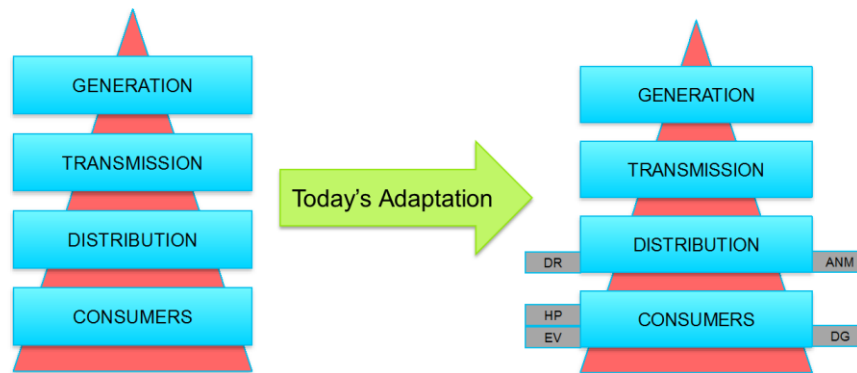 GENERATION
TRANSMISSION
DISTRIBUTION
CONSUMERS
Today's Adaptation
GENERATION
TRANSMISSION
DISTRIBUTION
DR
ANM
HP
CONSUMERS
EV
DG